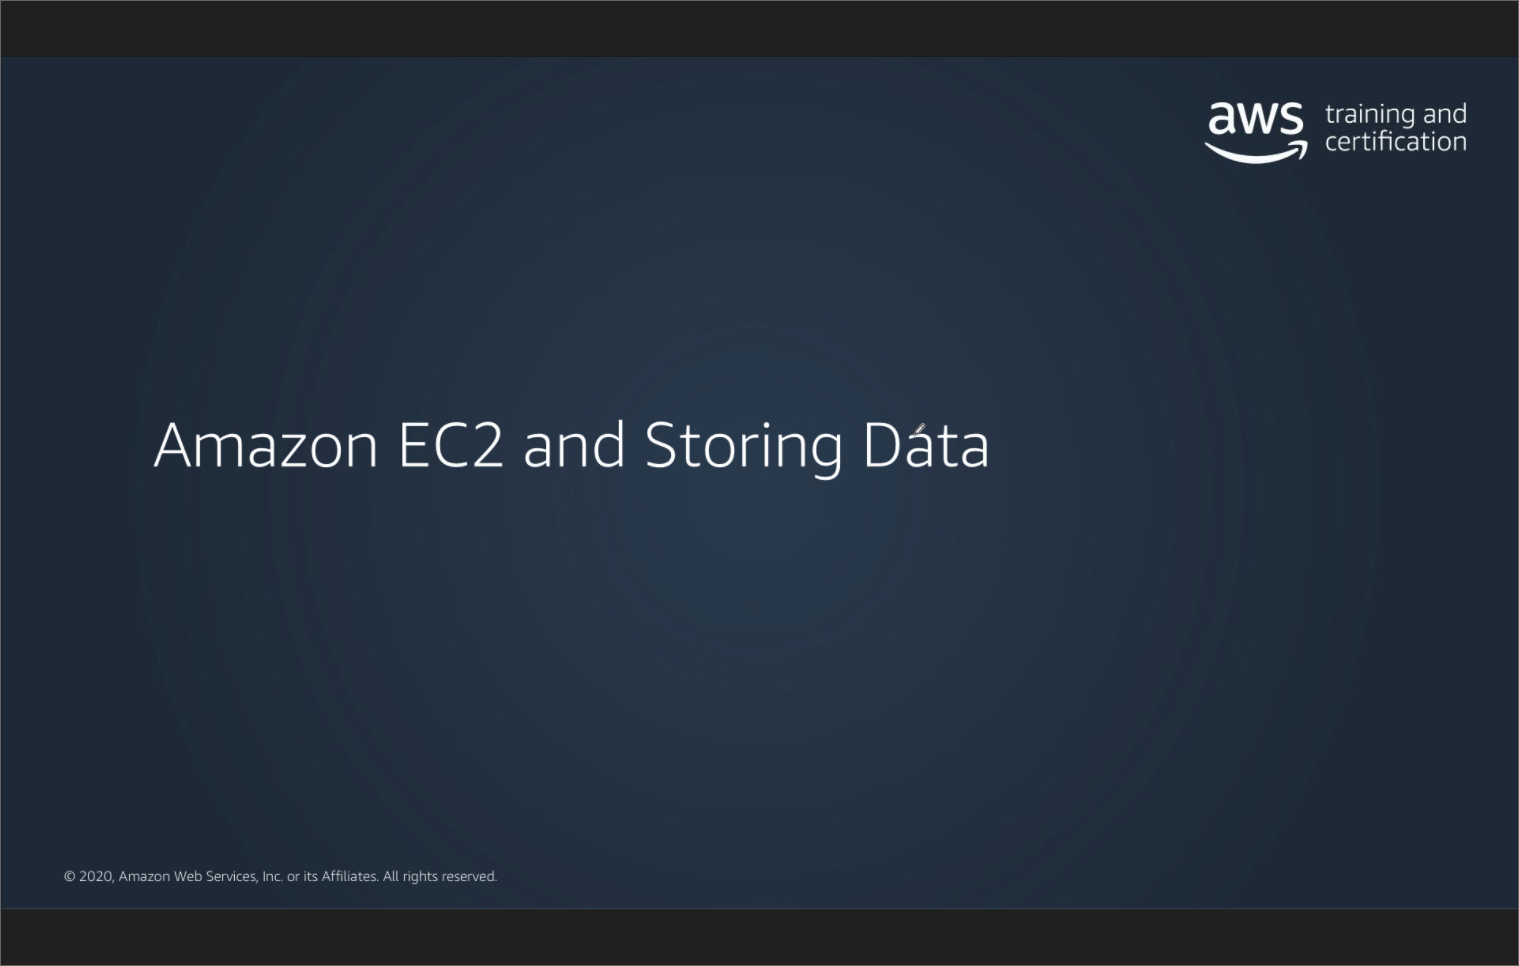 aws training and
certification
Amazon EC2 and Storing Data
© 2020, Amazon Web Services, Inc. or its Affiliates. All rights reserved.